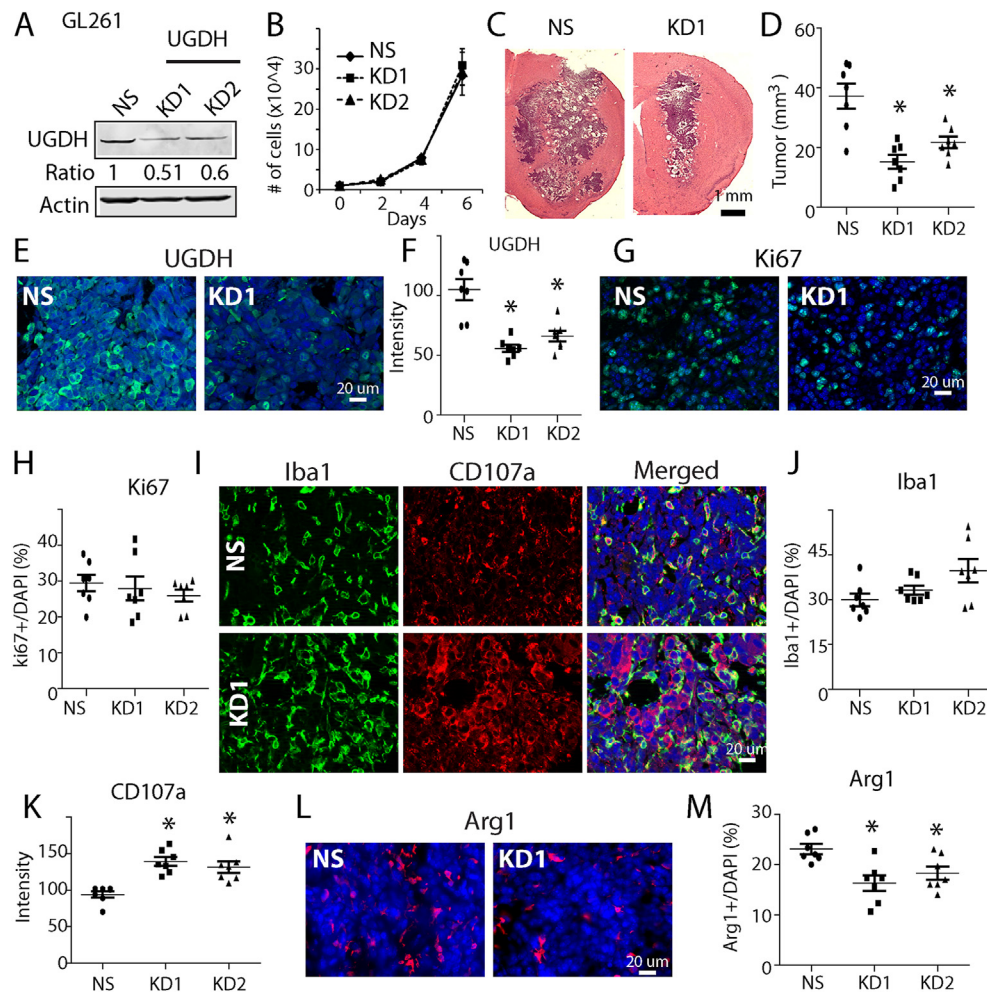 A GL261
UGDH
NS KD1 KD2
UGDH
Ratio 1 0.51 0.6
Actin
B
# of cells (x10^4)
40
30
20
10
0
0 2 4 6
Days
NS
KD1
KD2
C NS KD1
1 mm
D
Tumor (mm³)
60
40
20
0
NS KD1 KD2
* *
E UGDH
NS KD1
20 um
F UGDH
Intensity
100
50
0
NS KD1 KD2
* *
G Ki67
NS KD1
20 um
H Ki67
ki67+/DAPI (%)
40
30
20
10
0
NS KD1 KD2
I Iba1 CD107a Merged
NS
KD1
20 um
J Iba1
Iba1+/DAPI (%)
45
30
15
0
NS KD1 KD2
K CD107a
Intensity
150
100
50
0
NS KD1 KD2
* *
L Arg1
NS KD1
20 um
M Arg1
Arg1+/DAPI (%)
30
20
10
0
NS KD1 KD2
* *